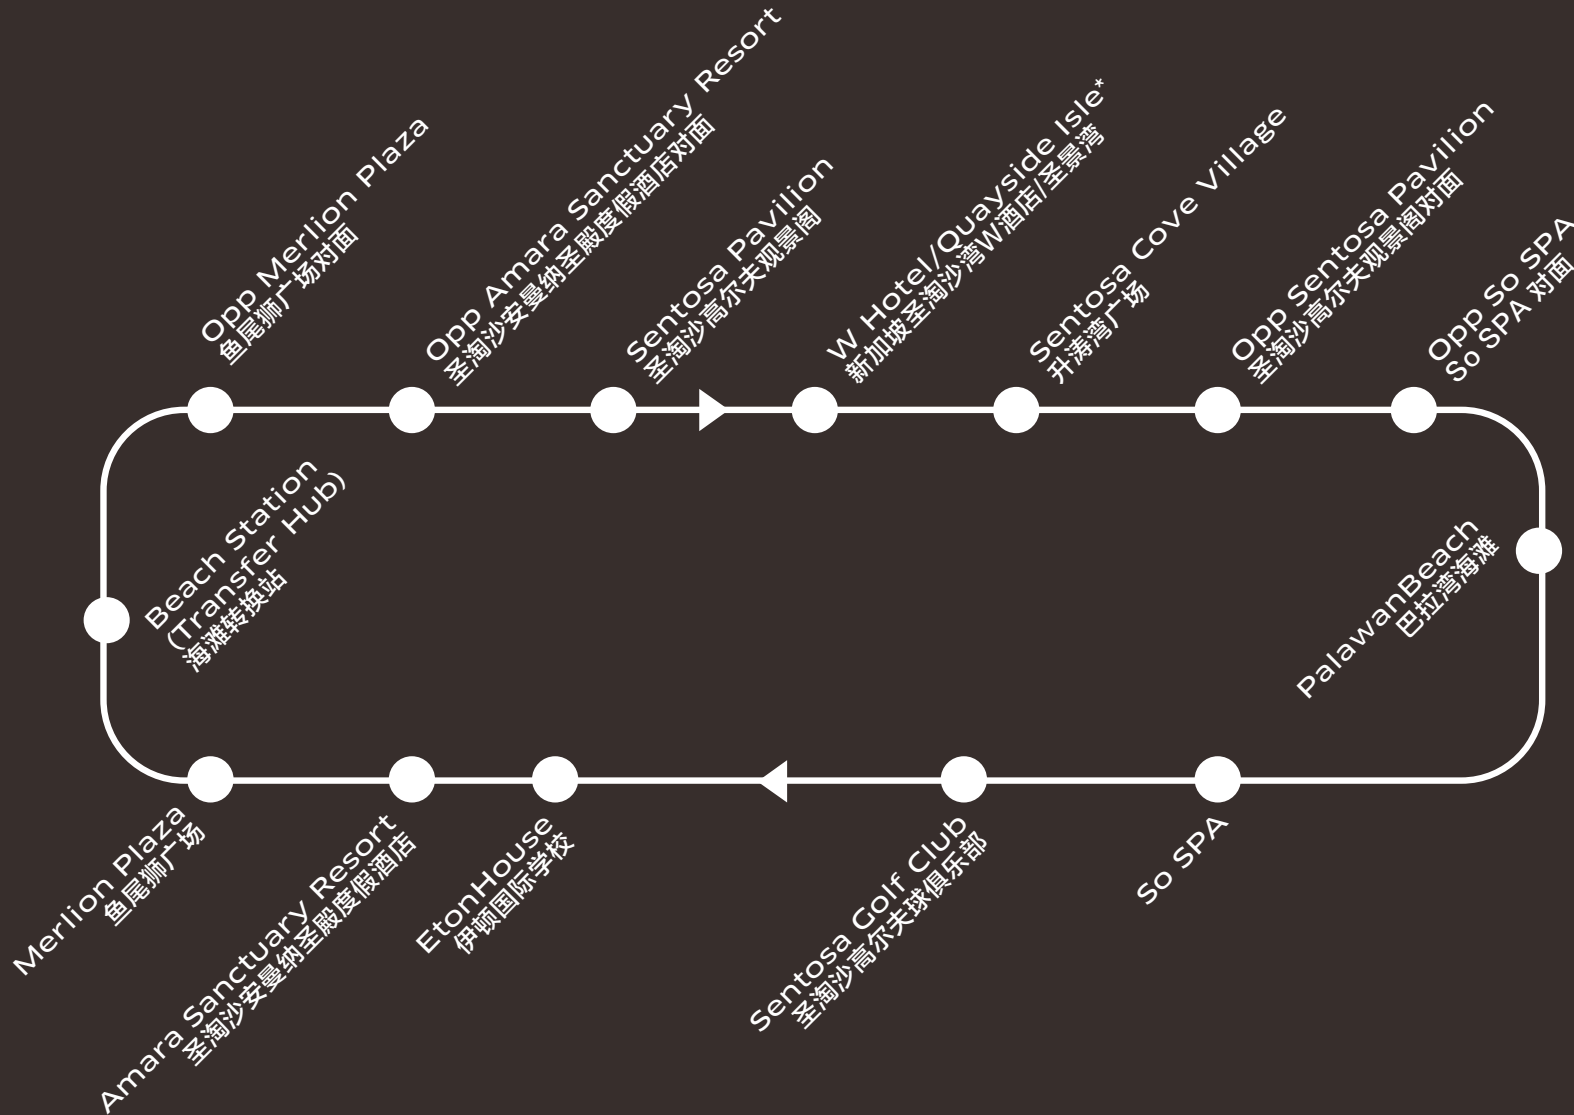 Opp Merlion Plaza
鱼尾狮广场对面
Opp Amara Sanctuary Resort
圣淘沙安曼纳圣殿度假酒店对面
Sentosa Pavilion
圣淘沙高尔夫观景阁
W Hotel/Quayside Isle*
新加坡圣淘沙湾W酒店/圣景湾
Sentosa Cove Village
升涛湾广场
Opp Sentosa Pavilion
圣淘沙高尔夫观景阁对面
Opp So SPA
So SPA 对面
Beach Station
(Transfer Hub)
海滩转换站
PalawanBeach
巴拉湾海滩
Merlion Plaza
鱼尾狮广场
Amara Sanctuary Resort
圣淘沙安曼纳圣殿度假酒店
EtonHouse
伊顿国际学校
Sentosa Golf Club
圣淘沙高尔夫球俱乐部
So SPA